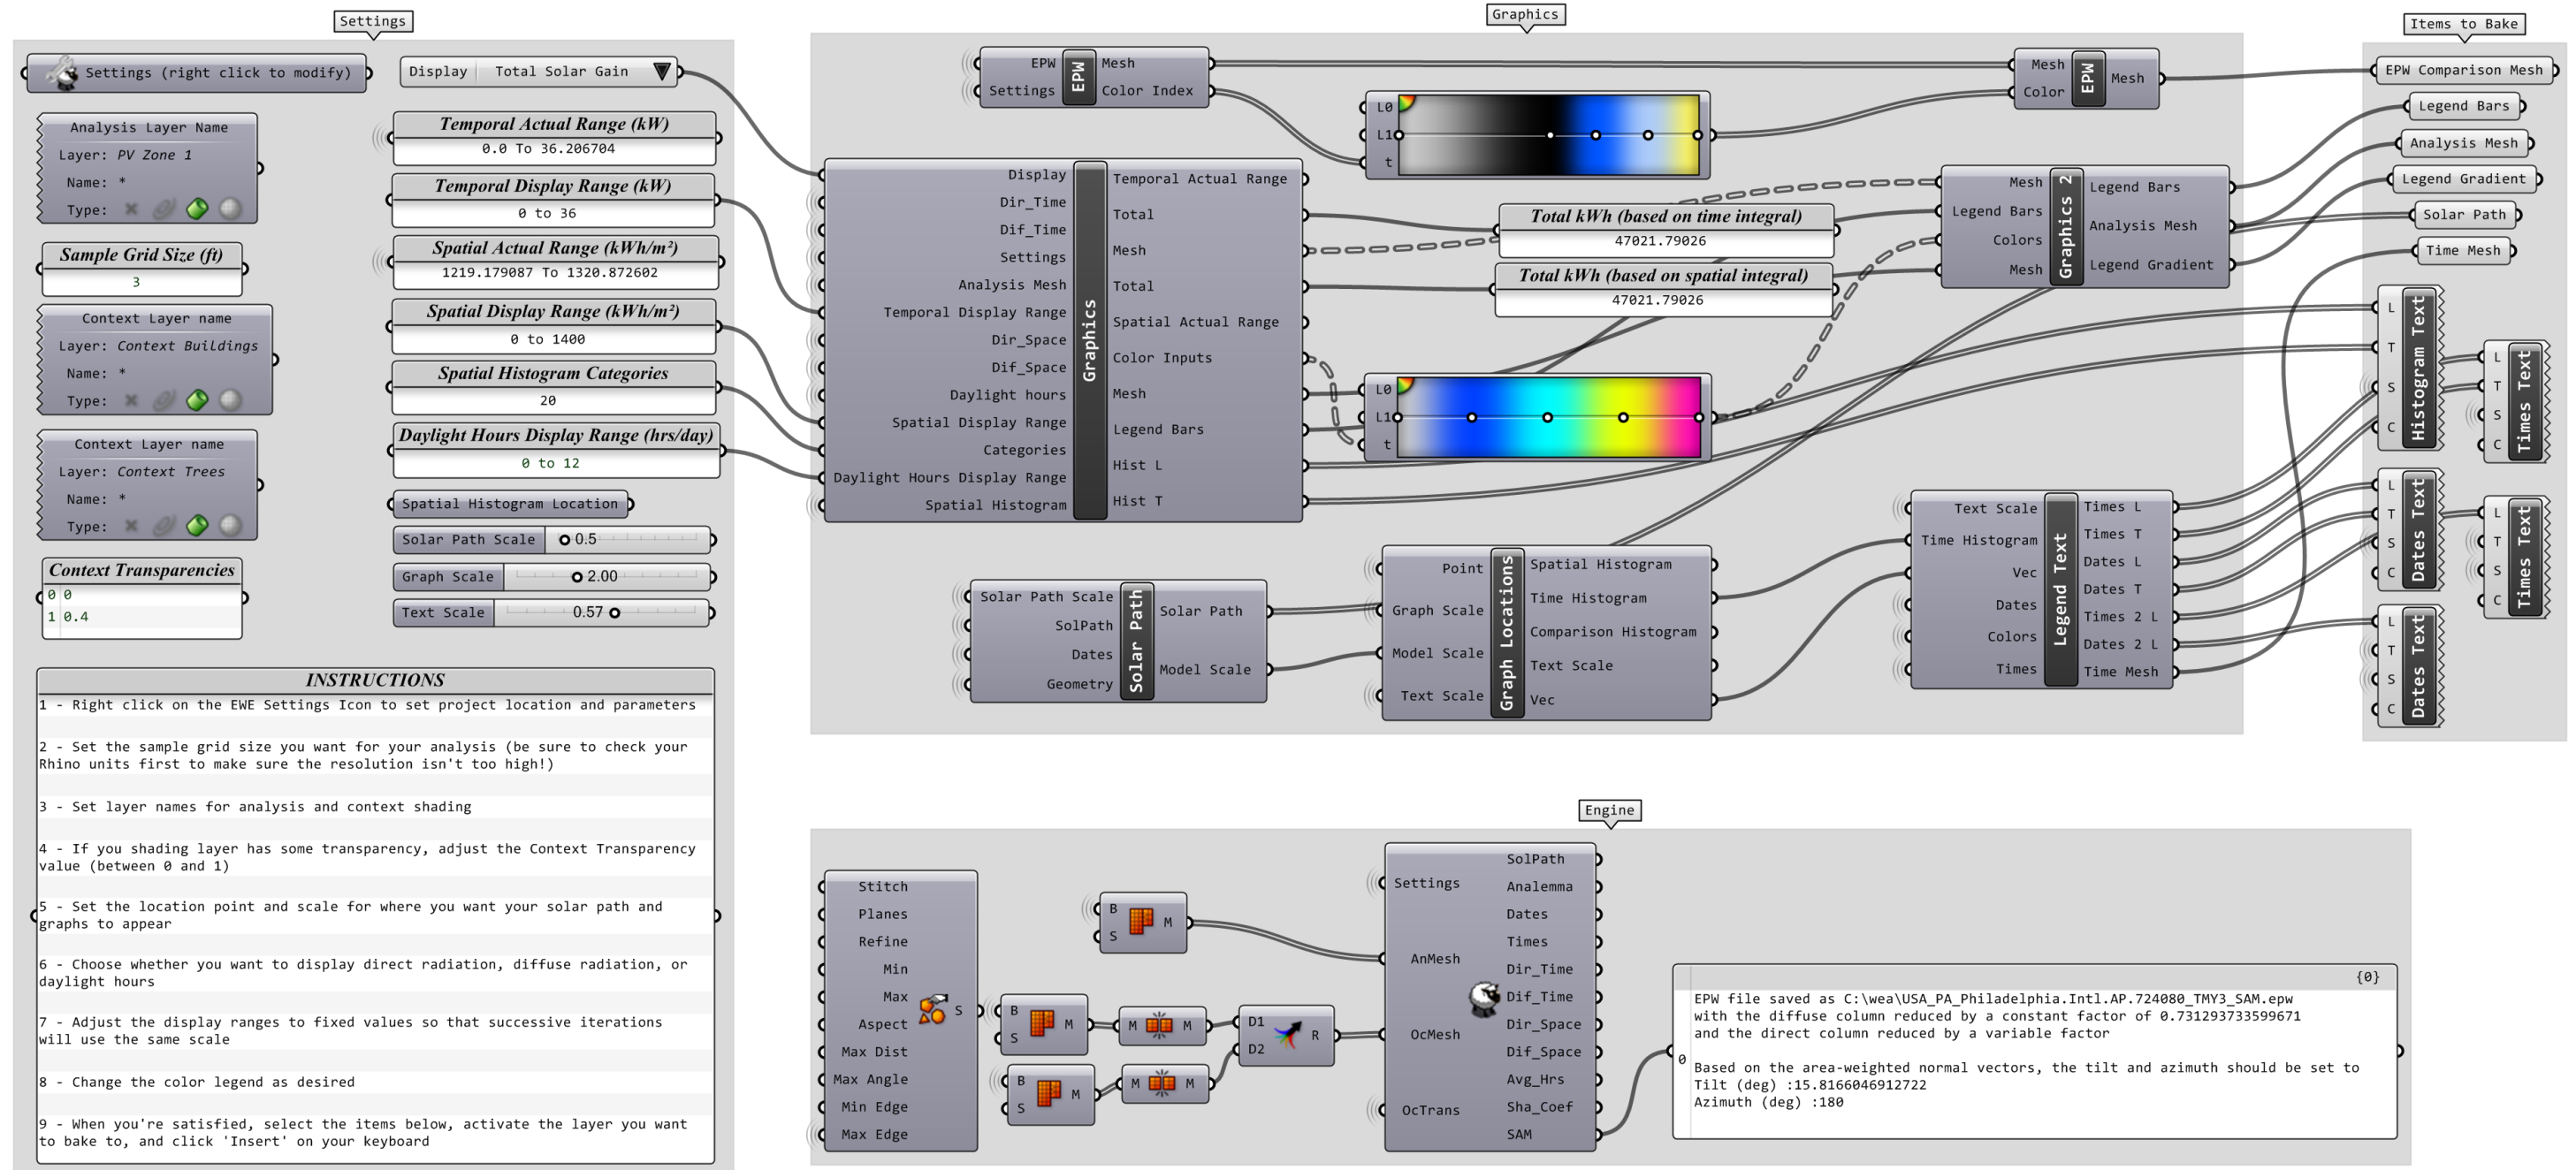 Settings
Settings (right click to modify)
Display Total Solar Gain
Analysis Layer Name
Layer: PV Zone 1
Name: *
Type:
Sample Grid Size (ft)
3
Context Layer name
Layer: Context Buildings
Name: *
Type:
Context Layer name
Layer: Context Trees
Name: *
Type:
Context Transparencies
0 0
1 0.4
Temporal Actual Range (kW)
0.0 To 36.206704
Temporal Display Range (kW)
0 to 36
Spatial Actual Range (kWh/m²)
1219.179087 To 1320.872602
Spatial Display Range (kWh/m²)
0 to 1400
Spatial Histogram Categories
20
Daylight Hours Display Range (hrs/day)
0 to 12
Spatial Histogram Location
Solar Path Scale 0.5
Graph Scale 2.00
Text Scale 0.57
INSTRUCTIONS
1 - Right click on the EWE Settings Icon to set project location and parameters
2 - Set the sample grid size you want for your analysis (be sure to check your
Rhino units first to make sure the resolution isn't too high!)
3 - Set layer names for analysis and context shading
4 - If you shading layer has some transparency, adjust the Context Transparency
value (between 0 and 1)
5 - Set the location point and scale for where you want your solar path and
graphs to appear
6 - Choose whether you want to display direct radiation, diffuse radiation, or
daylight hours
7 - Adjust the display ranges to fixed values so that successive iterations
will use the same scale
8 - Change the color legend as desired
9 - When you're satisfied, select the items below, activate the layer you want
to bake to, and click 'Insert' on your keyboard
Graphics
EPW
Settings
EPW
Mesh
Color Index
L0
L1
t
Mesh
Color
EPW
Mesh
Display
Dir_Time
Dif_Time
Settings
Analysis Mesh
Temporal Display Range
Dir_Space
Dif_Space
Daylight hours
Spatial Display Range
Categories
Daylight Hours Display Range
Spatial Histogram
Graphics
Temporal Actual Range
Total
Mesh
Total
Spatial Actual Range
Color Inputs
Mesh
Legend Bars
Hist L
Hist T
Total kWh (based on time integral)
47021.79026
Total kWh (based on spatial integral)
47021.79026
L0
L1
t
Mesh
Legend Bars
Colors
Mesh
Graphics 2
Legend Bars
Analysis Mesh
Legend Gradient
Solar Path Scale
SolPath
Dates
Geometry
Solar Path
Solar Path
Model Scale
Point
Graph Scale
Model Scale
Text Scale
Graph Locations
Spatial Histogram
Time Histogram
Comparison Histogram
Text Scale
Vec
Text Scale
Time Histogram
Vec
Dates
Colors
Times
Legend Text
Times L
Times T
Dates L
Dates T
Times 2 L
Dates 2 L
Time Mesh
Items to Bake
EPW Comparison Mesh
Legend Bars
Analysis Mesh
Legend Gradient
Solar Path
Time Mesh
L
T
S
C
Histogram Text
L
T
S
C
Times Text
L
T
S
C
Dates Text
L
T
S
C
Times Text
L
T
S
C
Dates Text
Engine
Stitch
Planes
Refine
Min
Max
Aspect
Max Dist
Max Angle
Min Edge
Max Edge
S
B
S
M
B
S
M
M M
B
S
M
M M
D1
D2
R
Settings
AnMesh
OcMesh
OcTrans
SolPath
Analemma
Dates
Times
Dir_Time
Dif_Time
Dir_Space
Dif_Space
Avg_Hrs
Sha_Coef
SAM
{0}
0
EPW file saved as C:\wea\USA_PA_Philadelphia.Intl.AP.724080_TMY3_SAM.epw
with the diffuse column reduced by a constant factor of 0.731293733599671
and the direct column reduced by a variable factor
Based on the area-weighted normal vectors, the tilt and azimuth should be set to
Tilt (deg) :15.8166046912722
Azimuth (deg) :180